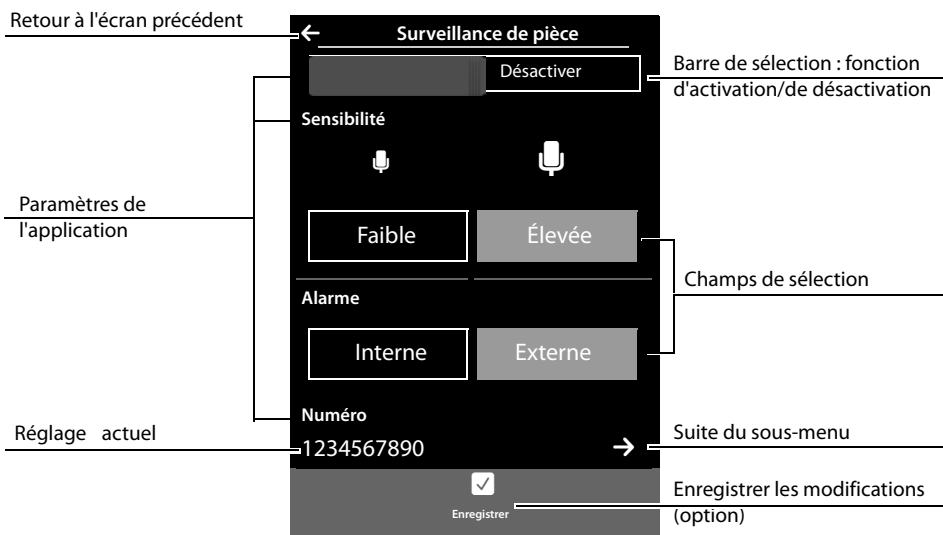 Retour à l'écran précédent
Surveillance de pièce
Désactiver
Barre de sélection : fonction
d'activation/de désactivation
Sensibilité
Paramètres de
l'application
Faible
Élevée
Champs de sélection
Alarme
Interne
Externe
Numéro
Réglage actuel
1234567890
Suite du sous-menu
Enregistrer
Enregistrer les modifications
(option)